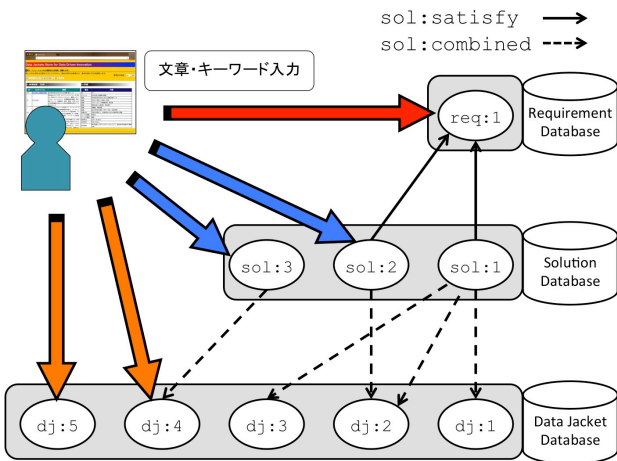 sol:satisfy
sol:combined
文章・キーワード入力
req:1
Requirement
Database
sol:3
sol:2
sol:1
Solution
Database
dj:5
dj:4
dj:3
dj:2
dj:1
Data Jacket
Database